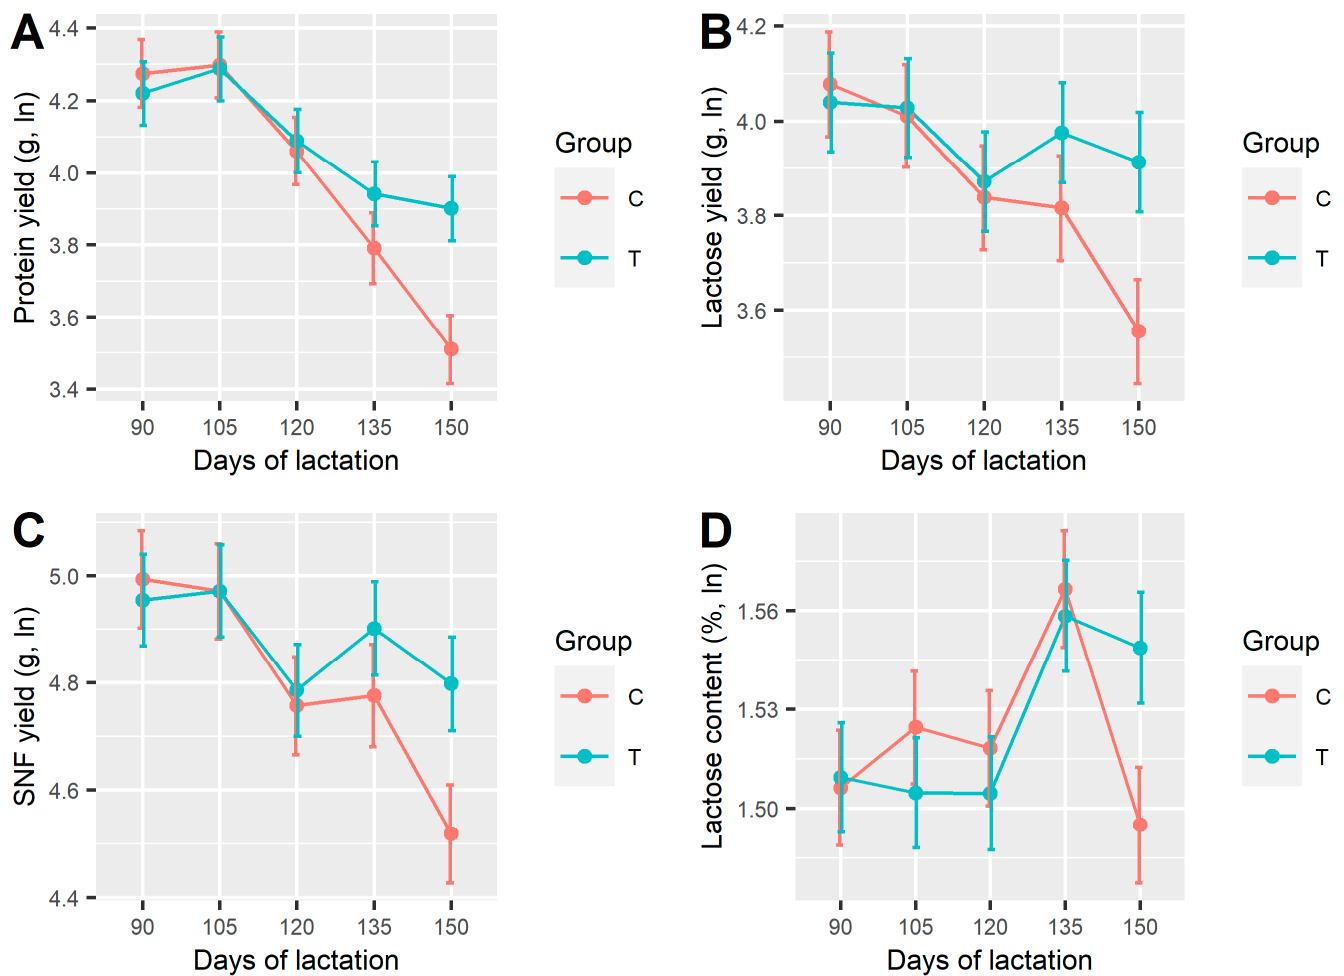 A
Protein yield (g, ln)
4.4
4.2
4.0
3.8
3.6
3.4
90 105 120 135 150
Days of lactation
Group
C
T
B
Lactose yield (g, ln)
4.2
4.0
3.8
3.6
90 105 120 135 150
Days of lactation
Group
C
T
C
SNF yield (g, ln)
5.0
4.8
4.6
4.4
90 105 120 135 150
Days of lactation
Group
C
T
D
Lactose content (%, ln)
1.56
1.53
1.50
90 105 120 135 150
Days of lactation
Group
C
T